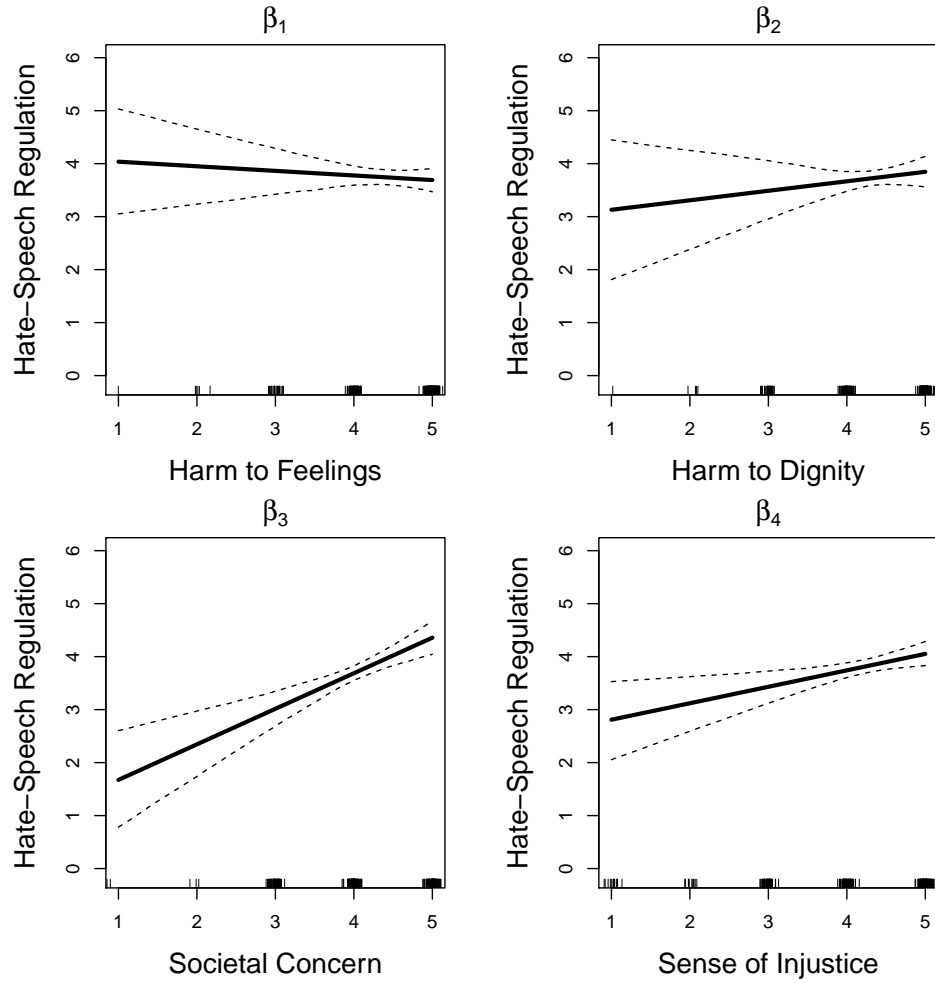 β1
Hate−Speech Regulation
0 1 2 3 4 5 6
1 2 3 4 5
Harm to Feelings
β2
Hate−Speech Regulation
0 1 2 3 4 5 6
1 2 3 4 5
Harm to Dignity
β3
Hate−Speech Regulation
0 1 2 3 4 5 6
1 2 3 4 5
Societal Concern
β4
Hate−Speech Regulation
0 1 2 3 4 5 6
1 2 3 4 5
Sense of Injustice